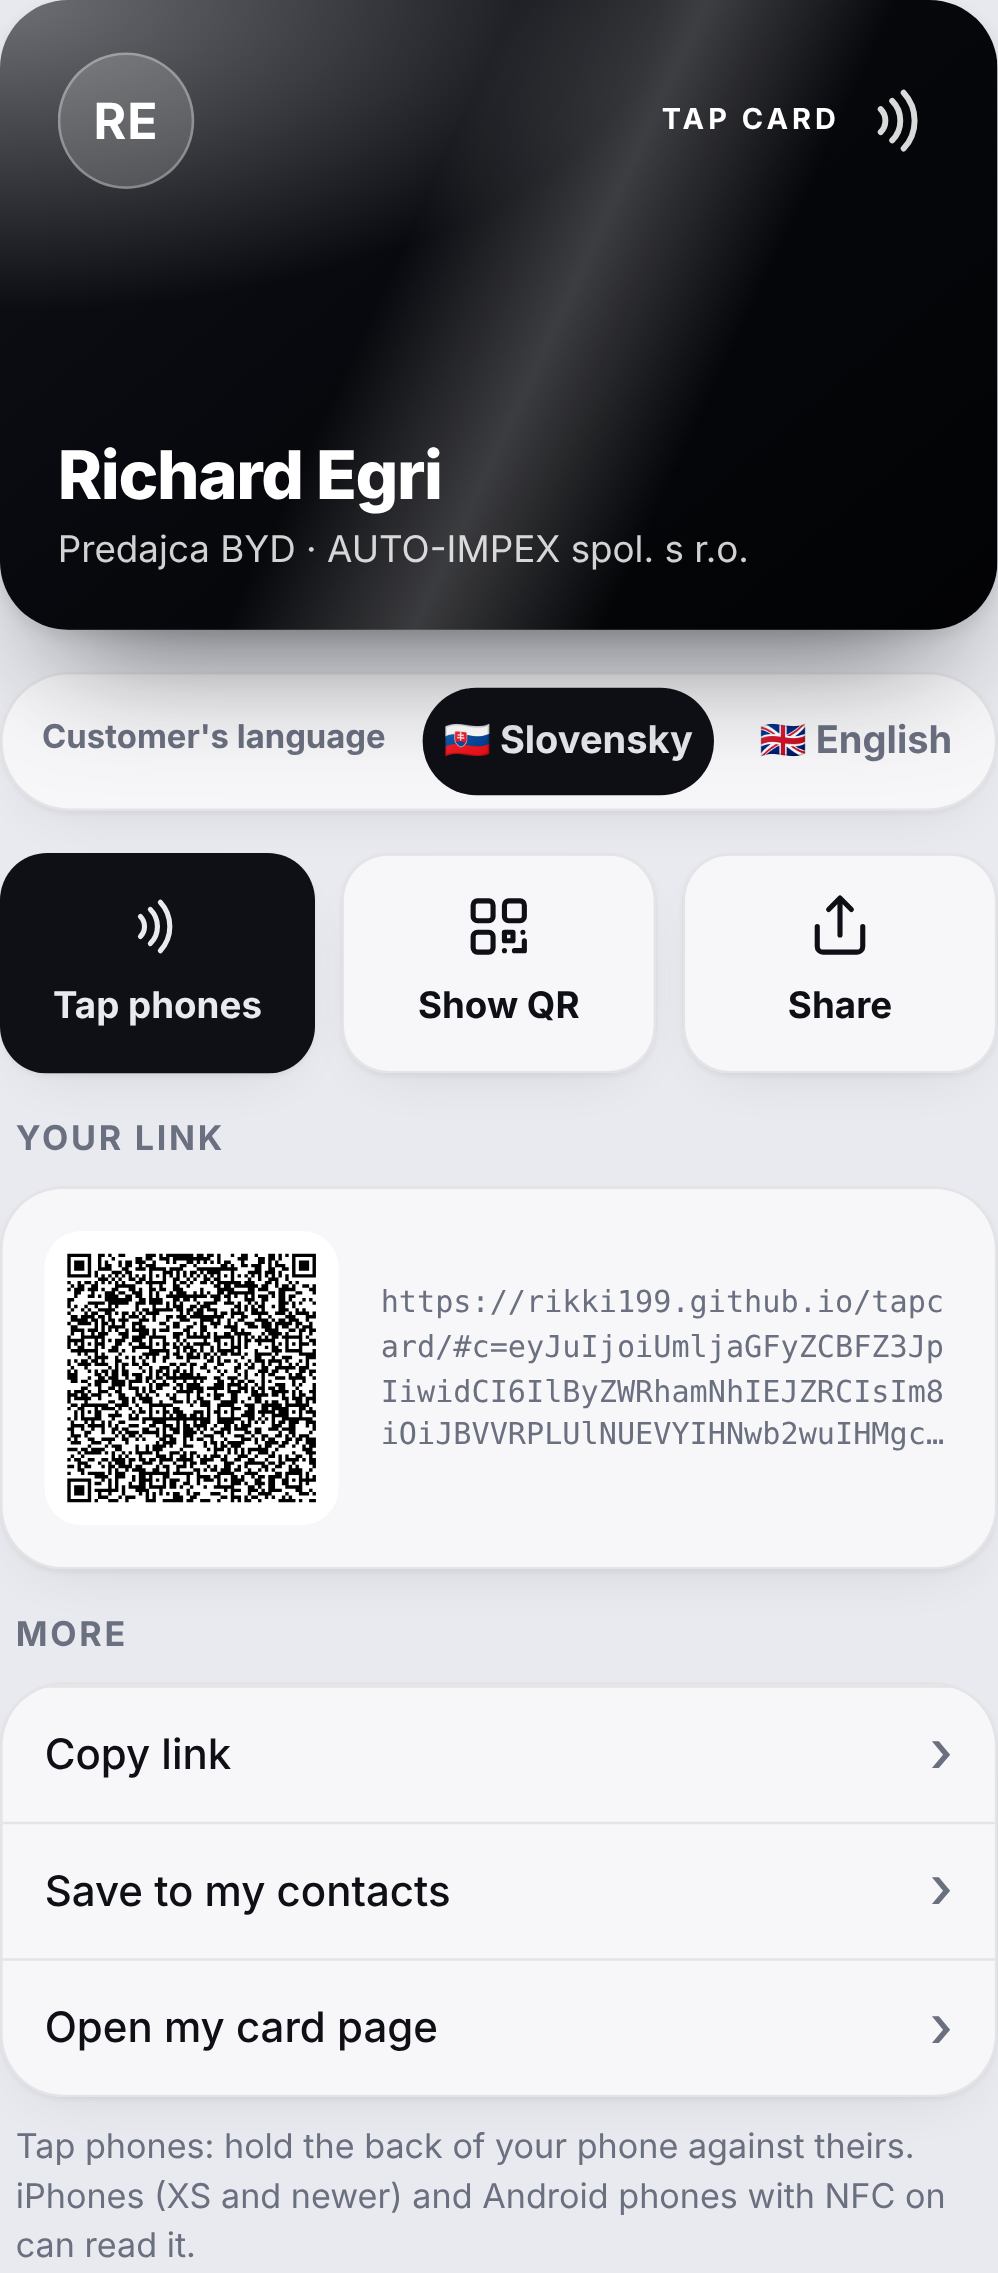 RE
TAP CARD
Richard Egri
Predajca BYD · AUTO-IMPEX spol. s r.o.
Customer's language
Slovensky
English
Tap phones
Show QR
Share
YOUR LINK
https://rikki199.github.io/tapc
ard/#c=eyJuIjoiUmljaGFyZCBFZ3Jp
IiwidCI6IlByZWRhamNhIEJZRCIsIm8
iOiJBVVRPLUlNUEVYIHNwb2wuIHMgc…
MORE
Copy link
Save to my contacts
Open my card page
Tap phones: hold the back of your phone against theirs.
iPhones (XS and newer) and Android phones with NFC on
can read it.